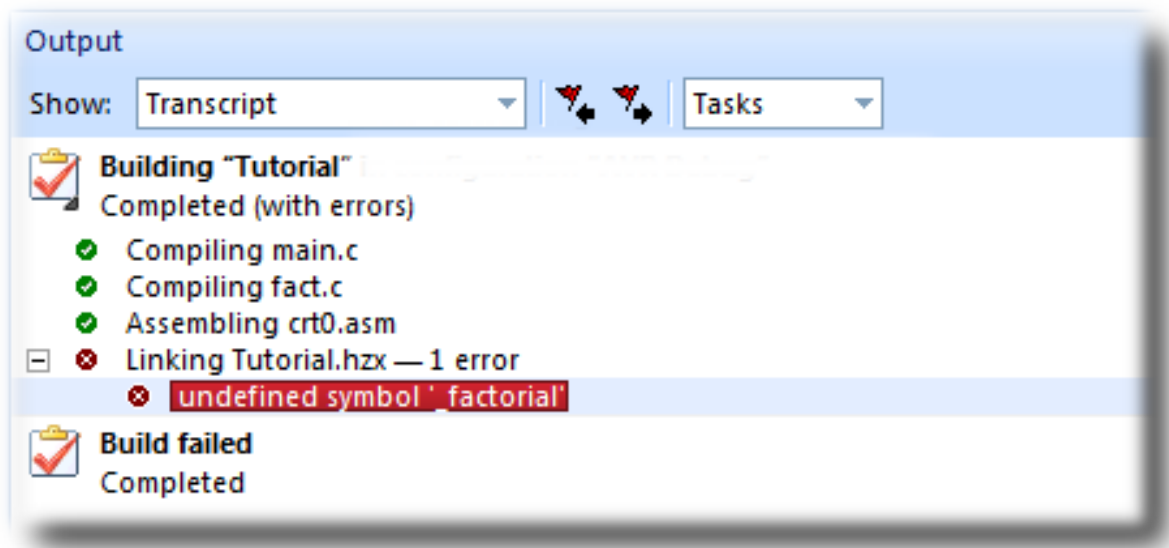 Output
Show: Transcript Tasks
Building “Tutorial”
Completed (with errors)
Compiling main.c
Compiling fact.c
Assembling crt0.asm
Linking Tutorial.hzx — 1 error
undefined symbol '_factorial'
Build failed
Completed